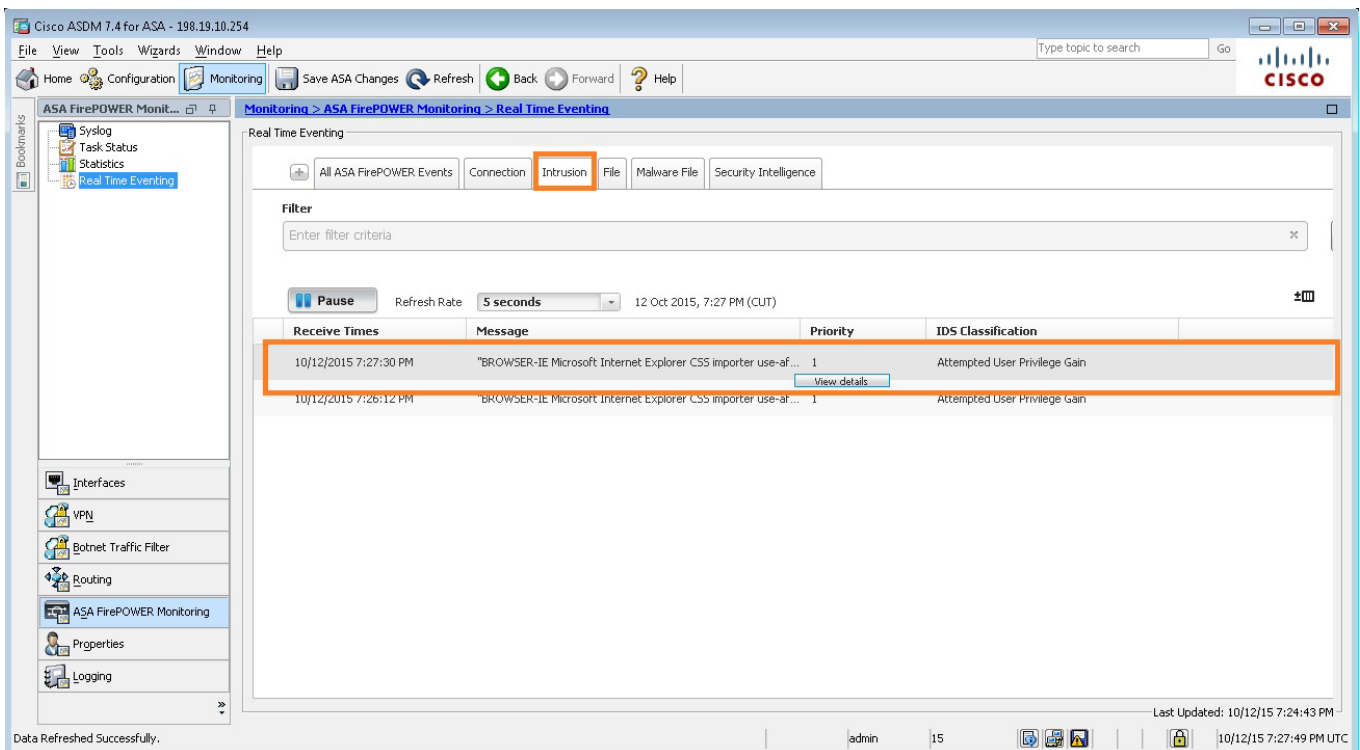 Cisco ASDM 7.4 for ASA - 198.19.10.254
File View Tools Wizards Window Help
Type topic to search Go
Home Configuration Monitoring Save ASA Changes Refresh Back Forward Help
CISCO
Bookmarks
ASA FirePOWER Monit...
Syslog
Task Status
Statistics
Real Time Eventing
Interfaces
VPN
Botnet Traffic Filter
Routing
ASA FirePOWER Monitoring
Properties
Logging
Monitoring > ASA FirePOWER Monitoring > Real Time Eventing
Real Time Eventing
All ASA FirePOWER Events Connection Intrusion File Malware File Security Intelligence
Filter
Enter filter criteria
Pause Refresh Rate 5 seconds 12 Oct 2015, 7:27 PM (CUT)
Receive Times Message Priority IDS Classification
10/12/2015 7:27:30 PM "BROWSER-IE Microsoft Internet Explorer CSS importer use-af... 1 Attempted User Privilege Gain
View details
10/12/2015 7:26:12 PM "BROWSER-IE Microsoft Internet Explorer CSS importer use-af... 1 Attempted User Privilege Gain
Last Updated: 10/12/15 7:24:43 PM
Data Refreshed Successfully. admin 15 10/12/15 7:27:49 PM UTC